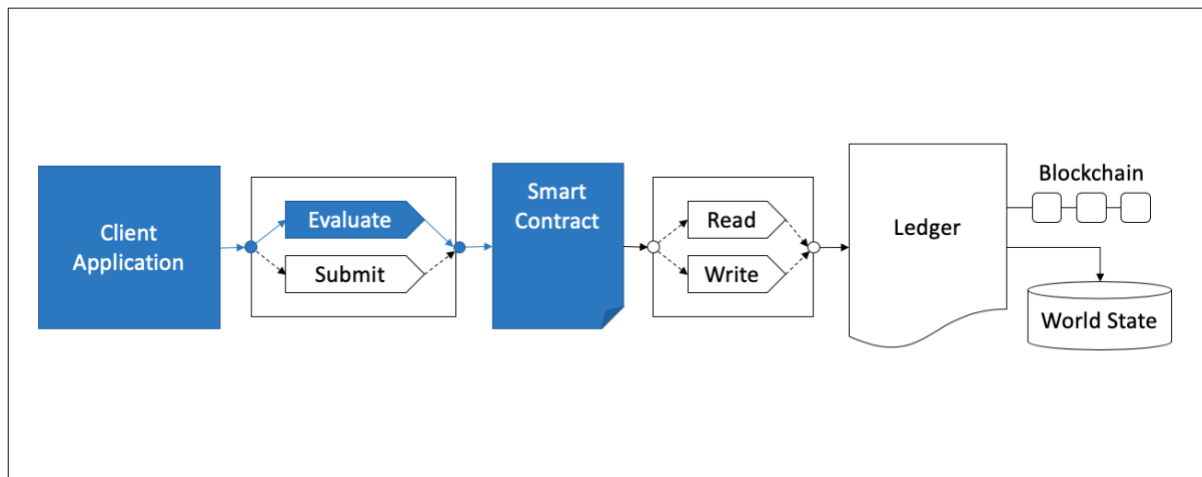 Client
Application
Evaluate
Submit
Smart
Contract
Read
Write
Ledger
Blockchain
World State